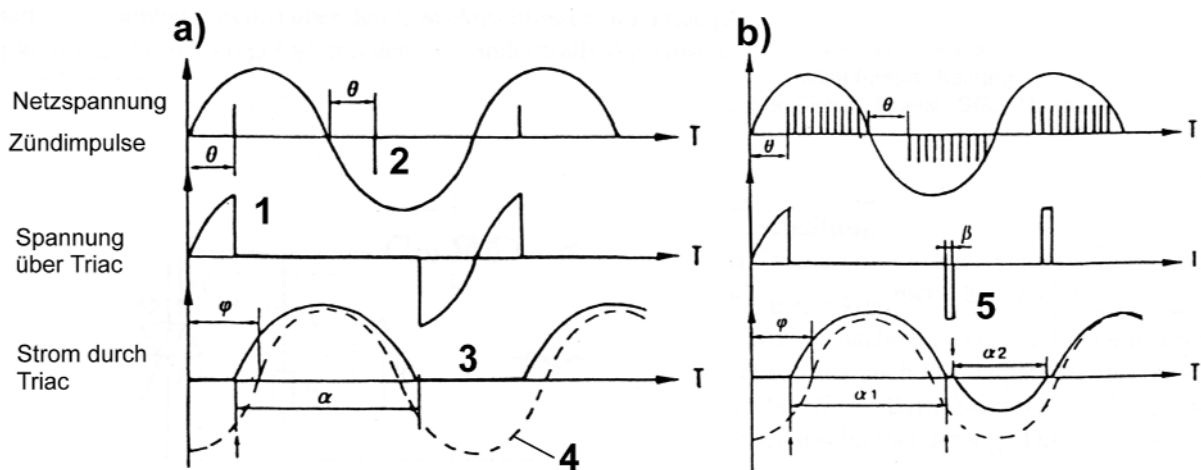 a)
b)
Netzspannung
θ
θ
T
T
Zündimpulse
2
θ
θ
1
β
Spannung
über Triac
T
I
5
φ
φ
3
α2
Strom durch
Triac
T
T
α
α1
4